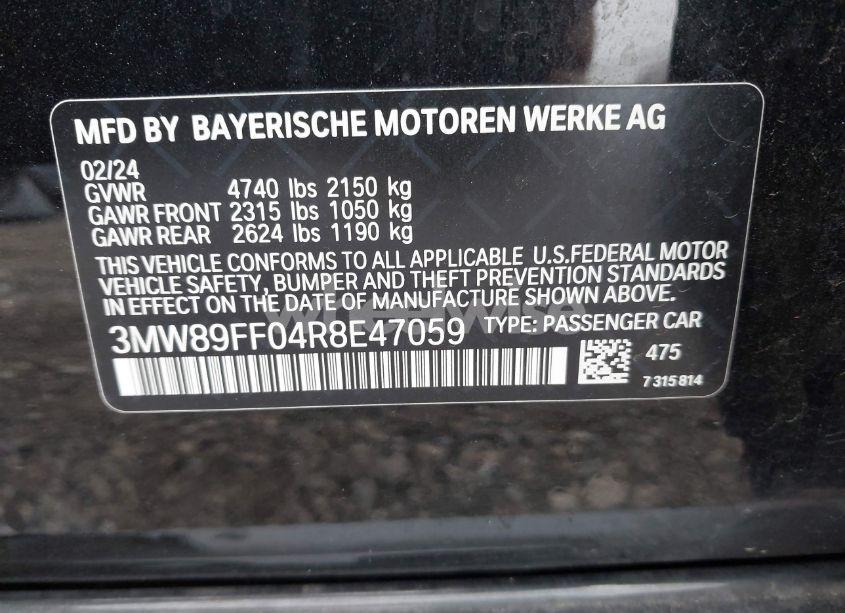 MFD BY BAYERISCHE MOTOREN WERKE AG
02/24
GVWR 4740 lbs 2150 kg
GAWR FRONT 2315 lbs 1050 kg
GAWR REAR 2624 lbs 1190 kg
THIS VEHICLE CONFORMS TO ALL APPLICABLE U.S.FEDERAL MOTOR
VEHICLE SAFETY, BUMPER AND THEFT PREVENTION STANDARDS
IN EFFECT ON THE DATE OF MANUFACTURE SHOWN ABOVE.
3MW89FF04R8E47059 TYPE: PASSENGER CAR
475
7 315 814